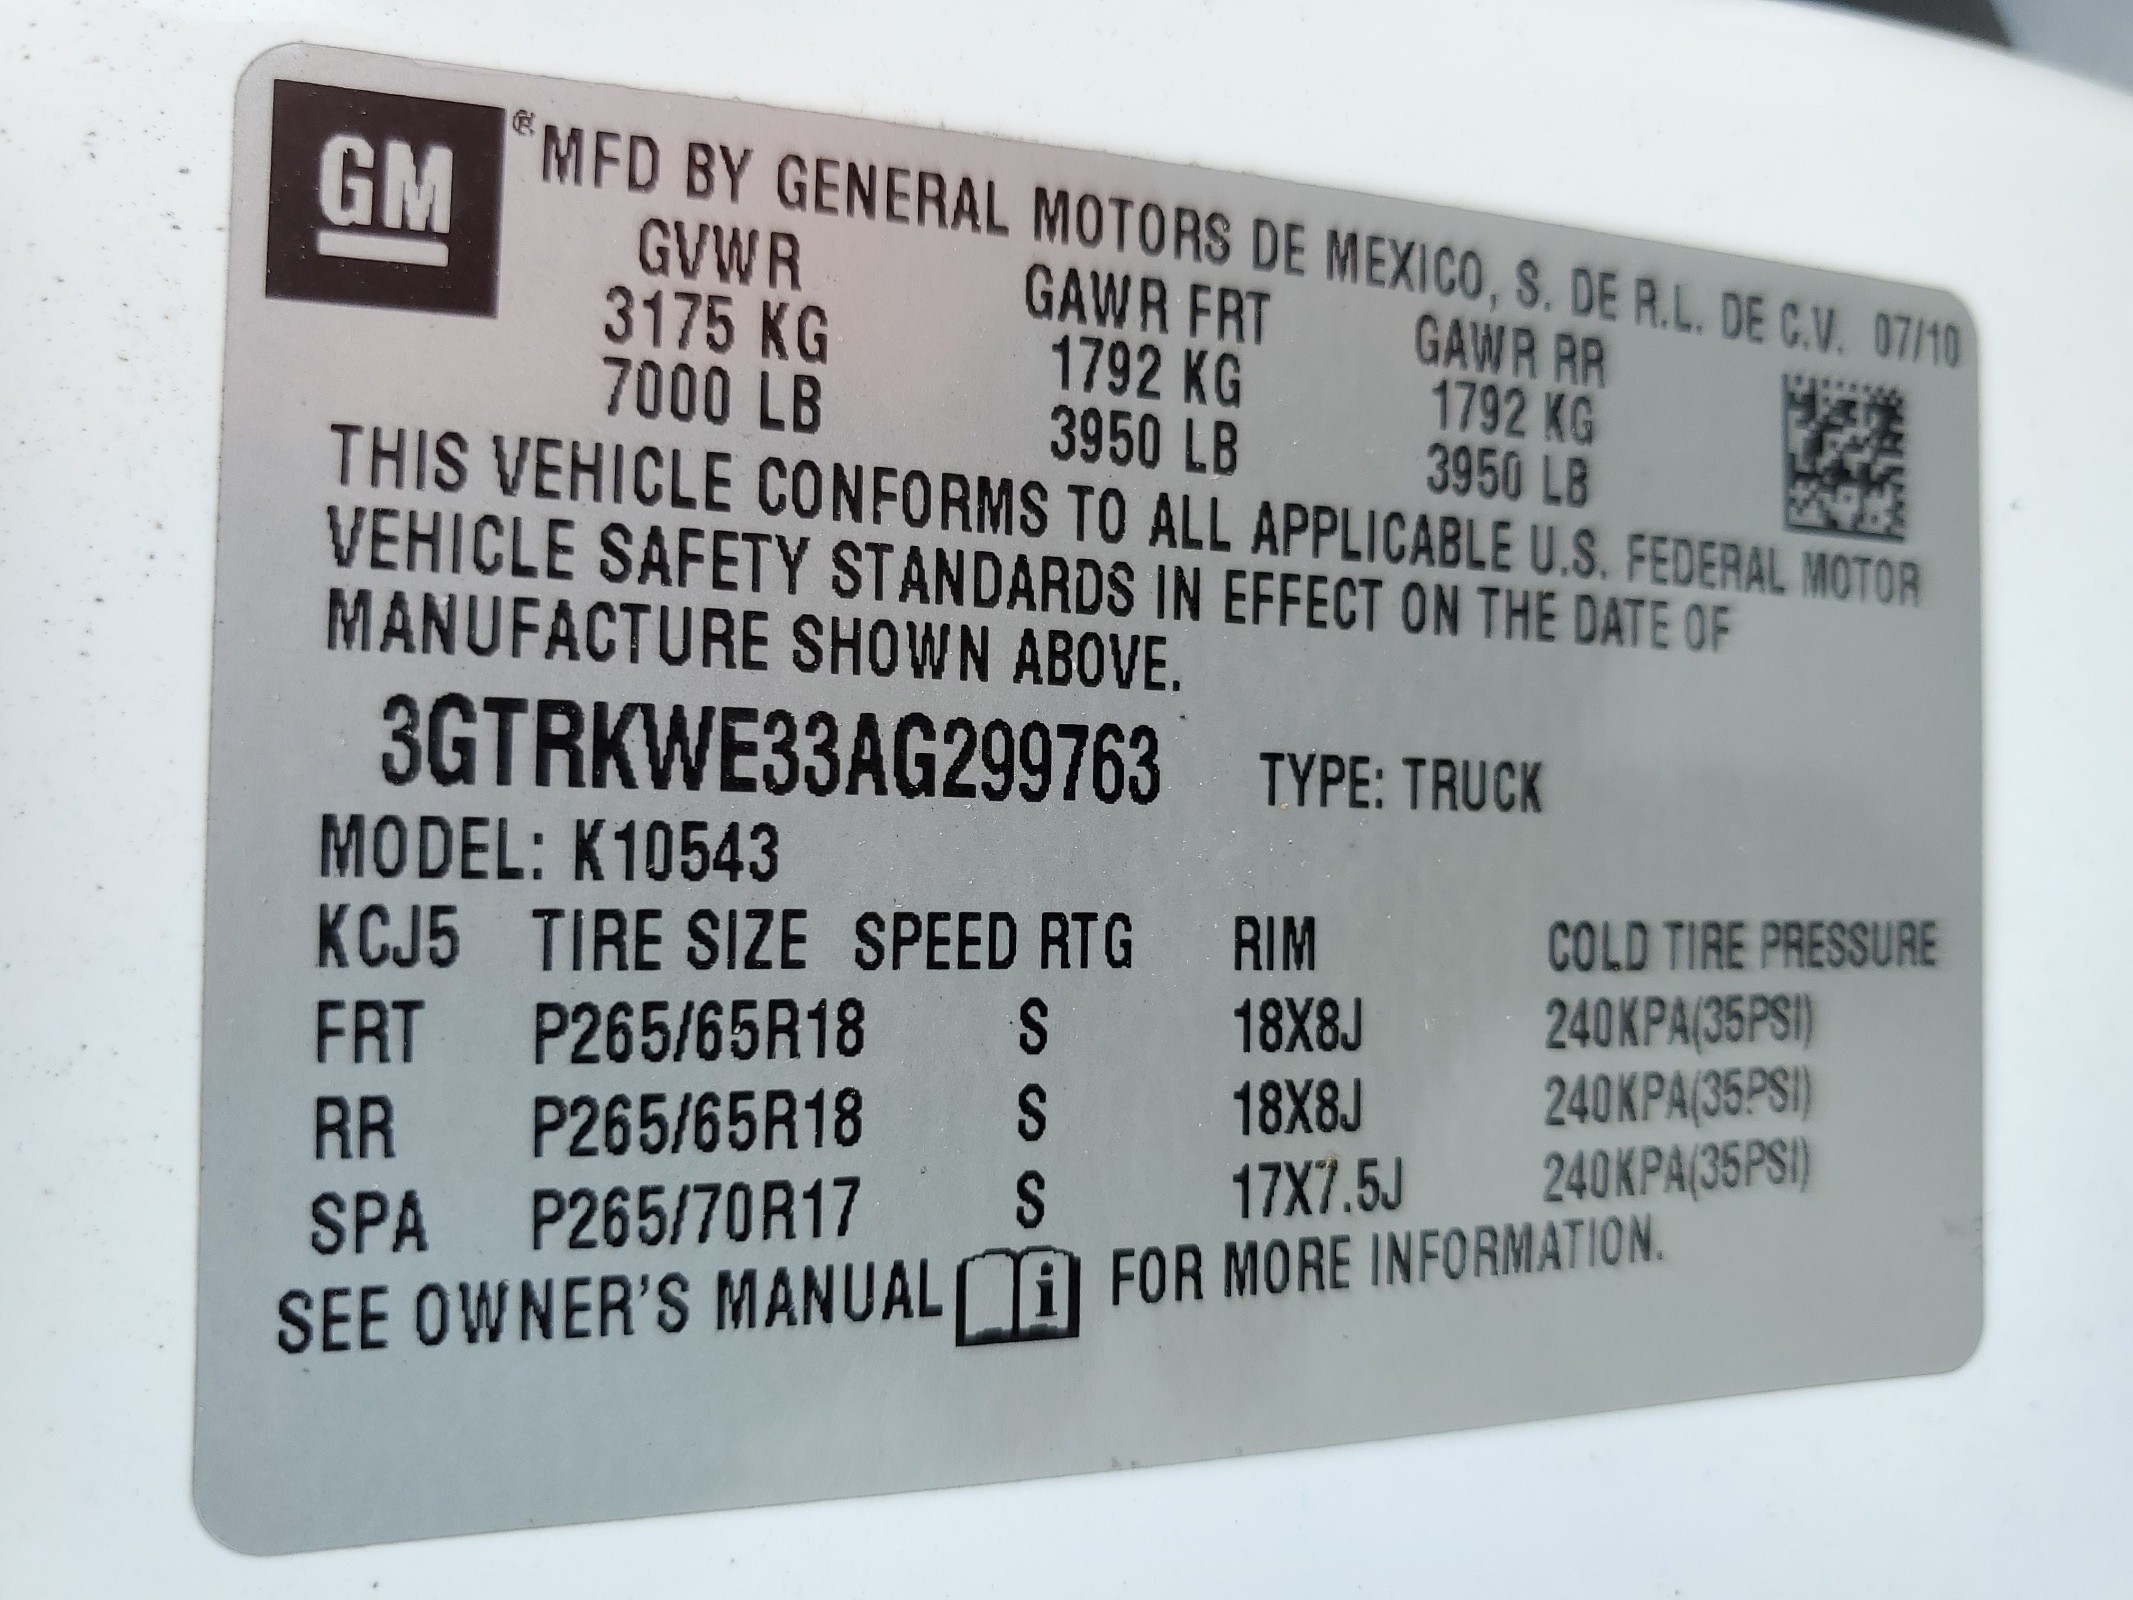 GM ® MFD BY GENERAL MOTORS DE MEXICO, S. DE R.L. DE C.V. 07/10
GVWR GAWR FRT GAWR RR
3175 KG 1792 KG 1792 KG
7000 LB 3950 LB 3950 LB
THIS VEHICLE CONFORMS TO ALL APPLICABLE U.S. FEDERAL MOTOR
VEHICLE SAFETY STANDARDS IN EFFECT ON THE DATE OF
MANUFACTURE SHOWN ABOVE.
3GTRKWE33AG299763 TYPE: TRUCK
MODEL: K10543
KCJ5 TIRE SIZE SPEED RTG RIM COLD TIRE PRESSURE
FRT P265/65R18 S 18X8J 240KPA(35PSI)
RR P265/65R18 S 18X8J 240KPA(35PSI)
SPA P265/70R17 S 17X7.5J 240KPA(35PSI)
SEE OWNER'S MANUAL i FOR MORE INFORMATION.